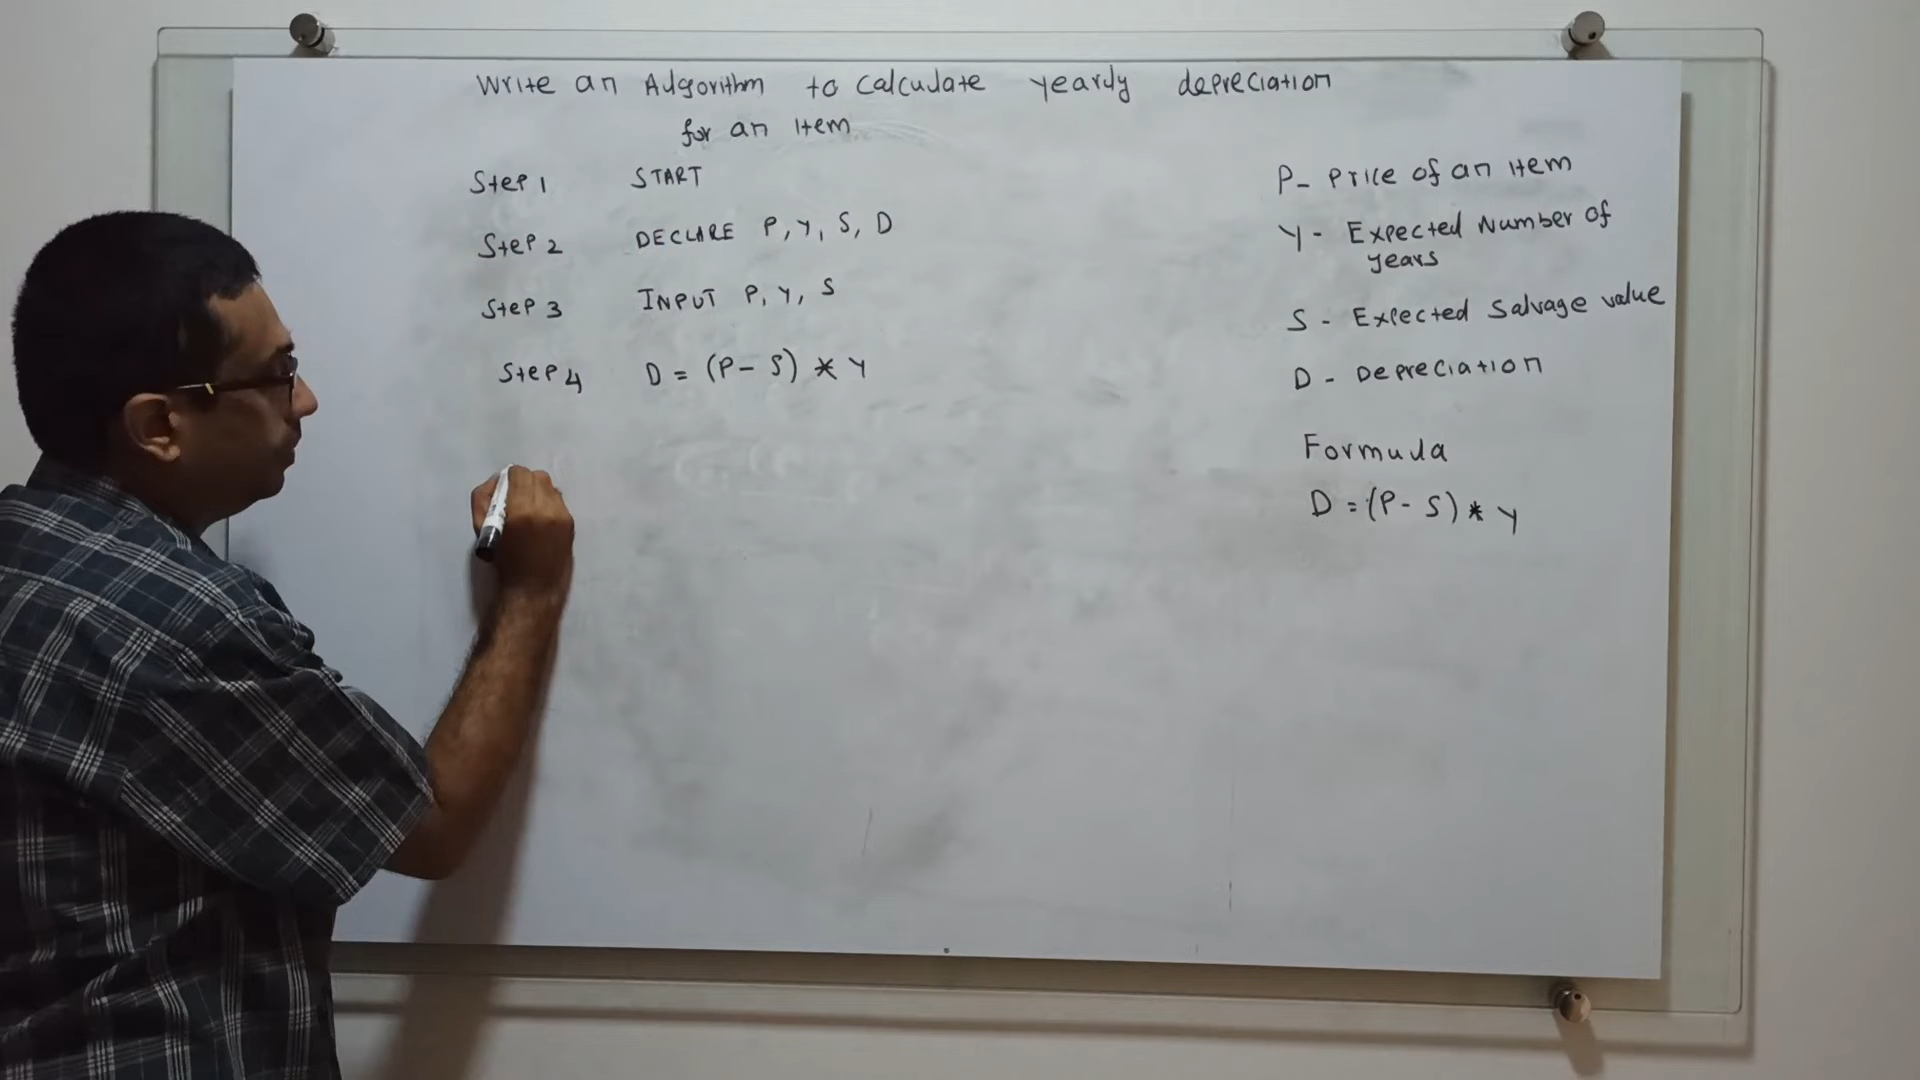 Write an Algorithm to calculate yearly depreciation
for an Item
Step 1 START
Step 2 DECLARE P, Y, S, D
Step 3 INPUT P, Y, S
Step 4 D = (P - S) * Y
P - Price of an Item
Y - Expected Number of
years
S - Expected Salvage value
D - Depreciation
Formula
D = (P - S) * Y